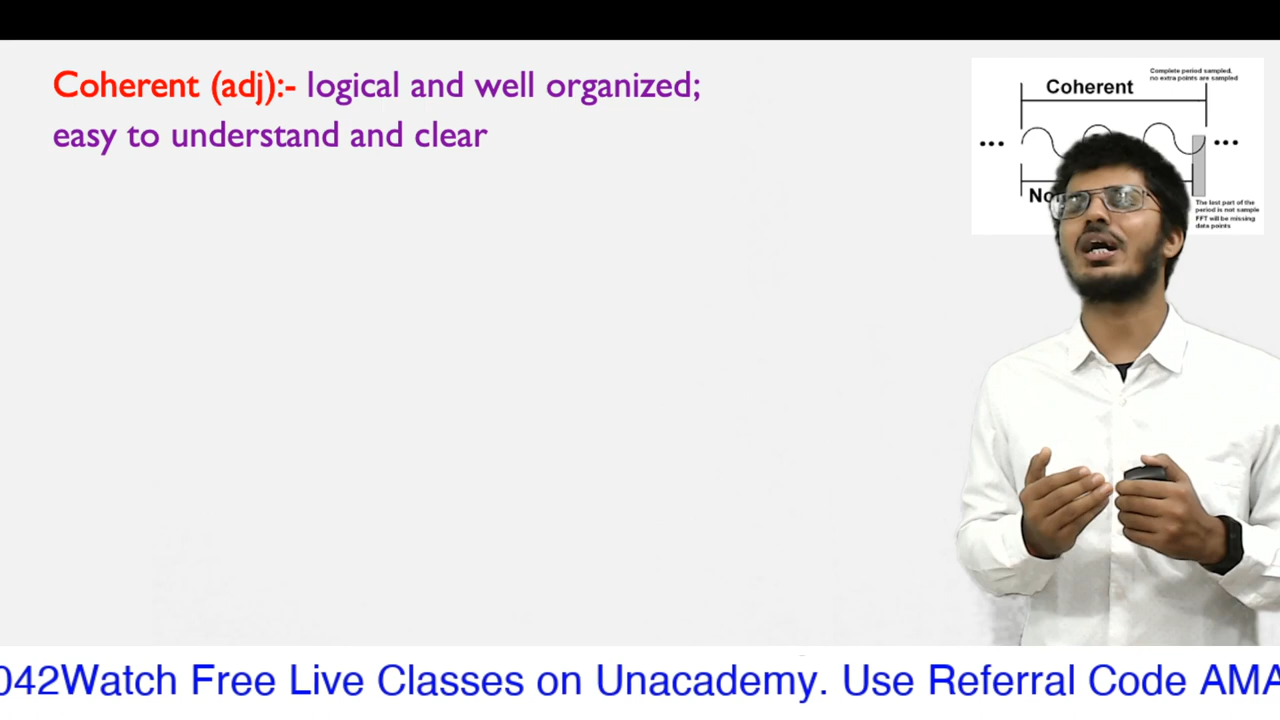 Coherent (adj):- logical and well organized;
easy to understand and clear
Complete period sampled,
no extra points are sampled
Coherent
The last part of the
period is not sample
FFT will be missing
data points
042Watch Free Live Classes on Unacademy. Use Referral Code AMA